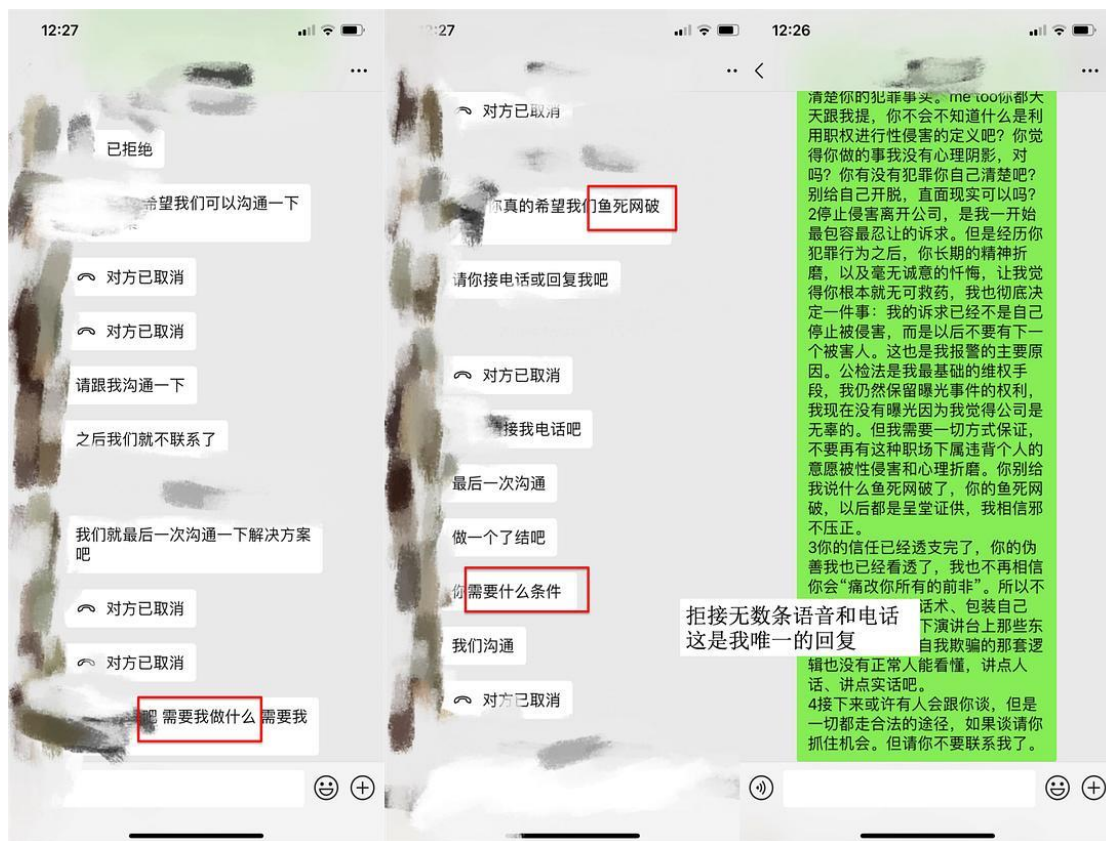 12:27
已拒绝
希望我们可以沟通一下
对方已取消
对方已取消
请跟我沟通一下
之后我们就不联系了
我们就最后一次沟通一下解决方案
吧
对方已取消
对方已取消
吧 需要我做什么 需要我
:27
对方已取消
你真的希望我们鱼死网破
请你接电话或回复我吧
对方已取消
接我电话吧
最后一次沟通
做一个了结吧
你需要什么条件
我们沟通
对方已取消
12:26
清楚你的犯罪事实。me too你都天
天跟我提，你不会不知道什么是利
用职权进行性侵害的定义吧？你觉
得你做的事我没有心理阴影，对
吗？你有没有犯罪你自己清楚吧？
别给自己开脱，直面现实可以吗？
2停止侵害离开公司，是我一开始
最包容最忍让的诉求。但是经历你
犯罪行为之后，你长期的精神折
磨，以及毫无诚意的忏悔，让我觉
得你根本就无可救药，我也彻底决
定一件事：我的诉求已经不是自己
停止被侵害，而是以后不要有下一
个被害人。这也是我报警的主要原
因。公检法是我最基础的维权手
段，我仍然保留曝光事件的权利，
我现在没有曝光因为我觉得公司是
无辜的。但我需要一切方式保证，
不要再有这种职场下属违背个人的
意愿被性侵害和心理折磨。你别给
我说什么鱼死网破了，你的鱼死网
破，以后都是呈堂证供，我相信邪
不压正。
3你的信任已经透支完了，你的伪
善我也已经看透了，我也不再相信
你会“痛改你所有的前非”。所以不
话术、包装自己
下演讲台上那些东
自我欺骗的那套逻
辑也没有正常人能看懂，讲点人
话、讲点实话吧。
4接下来或许有人会跟你谈，但是
一切都走合法的途径，如果谈请你
抓住机会。但请你不要联系我了。
拒接无数条语音和电话
这是我唯一的回复